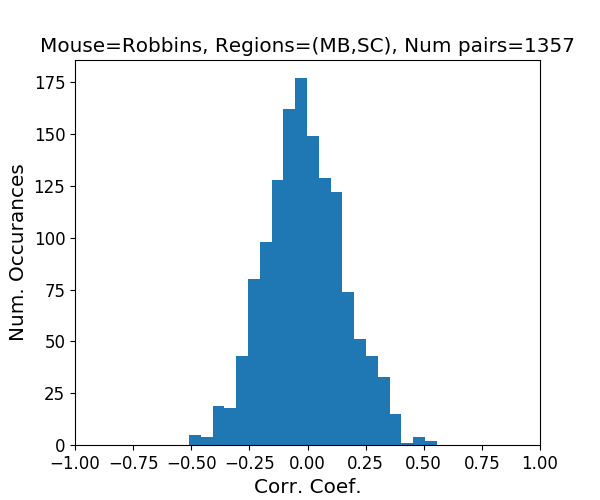 Mouse=Robbins, Regions=(MB,SC), Num pairs=1357
175
150
125
100
75
50
25
0
Num. Occurances
−1.00 −0.75 −0.50 −0.25 0.00 0.25 0.50 0.75 1.00
Corr. Coef.